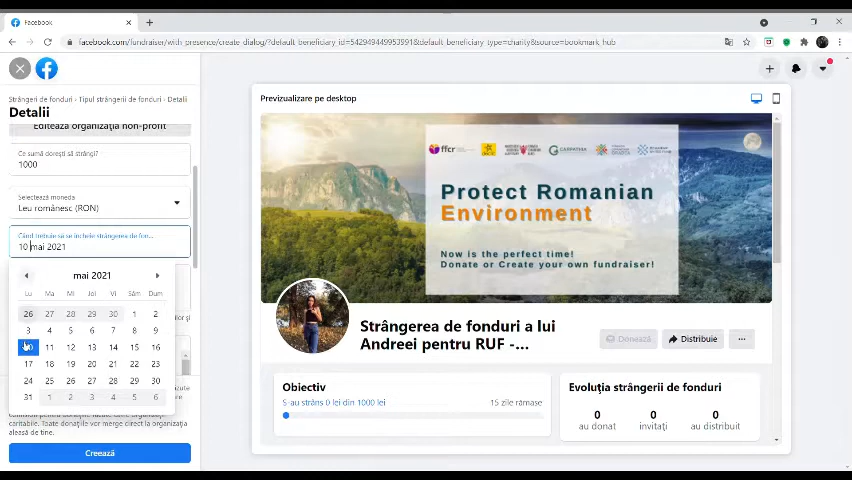 Facebook
facebook.com/fundraiser/with_presence/create_dialog/?default_beneficiary_id=542949449953991&default_beneficiary_type=charity&source=bookmark_hub
Strângeri de fonduri › Tipul strângerii de fonduri › Detalii
Detalii
Editează organizația non-profit
Ce sumă dorești să strângi?
1000
Selectează moneda
Leu românesc (RON)
Când trebuie să se încheie strângerea de fon...
10 mai 2021
mai 2021
Lu Ma Mi Joi Vi Sâm Dum
26 27 28 29 30 1 2
3 4 5 6 7 8 9
10 11 12 13 14 15 16
17 18 19 20 21 22 23
24 25 26 27 28 29 30
31 1 2 3 4 5 6
caritabile. Toate donațiile vor merge direct la organizația
aleasă de tine.
Creează
Previzualizare pe desktop
ffcr
CARPATHIA
Protect Romanian
Environment
Now is the perfect time!
Donate or Create your own fundraiser!
Strângerea de fonduri a lui
Andreei pentru RUF -...
Donează
Distribuie
Obiectiv
S-au strâns 0 lei din 1000 lei
15 zile rămase
Evoluția strângerii de fonduri
0 0 0
au donat invitați au distribuit